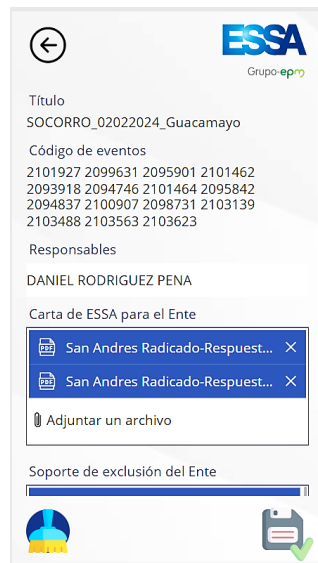 ESSA
Grupo·epm
Título
SOCORRO_02022024_Guacamayo
Código de eventos
2101927 2099631 2095901 2101462
2093918 2094746 2101464 2095842
2094837 2100907 2098731 2103139
2103488 2103563 2103623
Responsables
DANIEL RODRIGUEZ PENA
Carta de ESSA para el Ente
PDF San Andres Radicado-Respuest...
PDF San Andres Radicado-Respuest...
Adjuntar un archivo
Soporte de exclusión del Ente